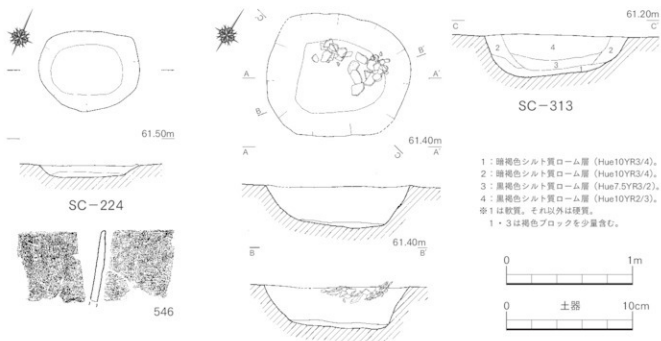 61.50m
SC-224
546
A A'
B B'
61.40m
A A'
61.40m
B B'
61.20m
C C'
2 4 2
3 1
SC-313
1:暗褐色シルト質ローム層(Hue10YR3/4)。
2:暗褐色シルト質ローム層(Hue10YR3/4)。
3:黒褐色シルト質ローム層(Hue7.5YR3/2)。
4:黒褐色シルト質ローム層(Hue10YR2/3)。
※1は軟質。それ以外は硬質。
1・3は褐色ブロックを少量含む。
0 1m
0 土器 10cm